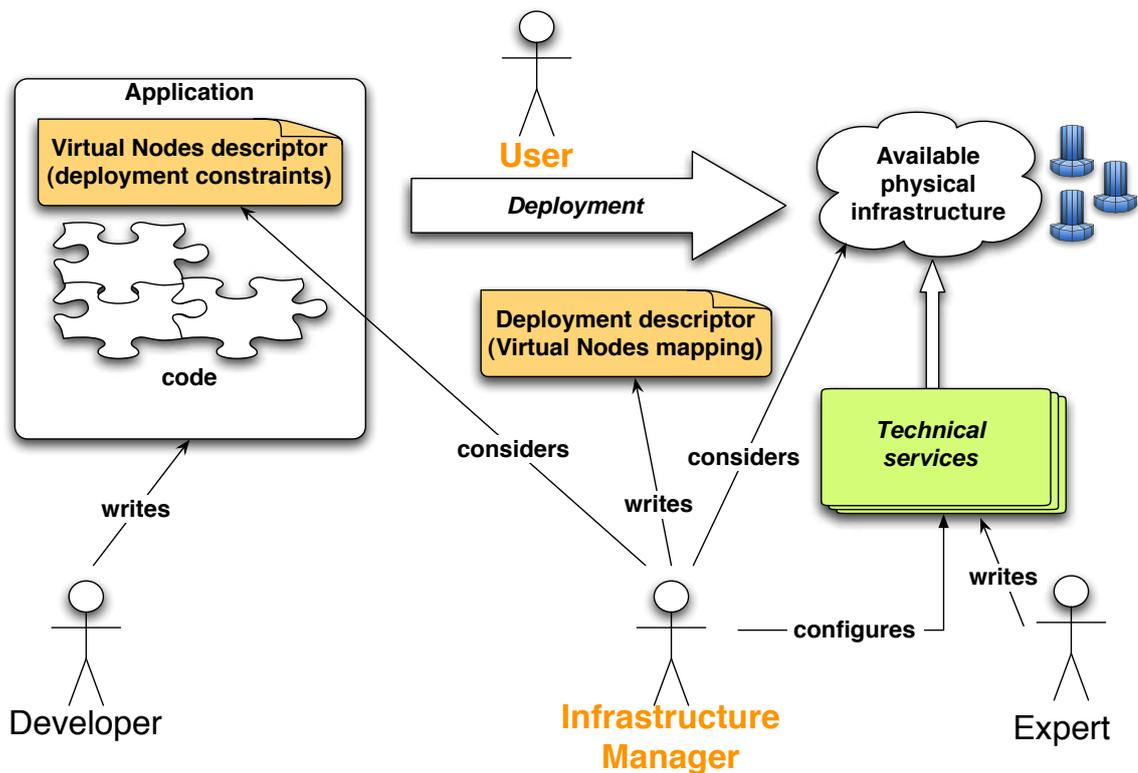 Application
Virtual Nodes descriptor
(deployment constraints)
code
User
Deployment
Available
physical
infrastructure
Deployment descriptor
(Virtual Nodes mapping)
Technical
services
considers
considers
writes
writes
writes
configures
Developer
Infrastructure
Manager
Expert